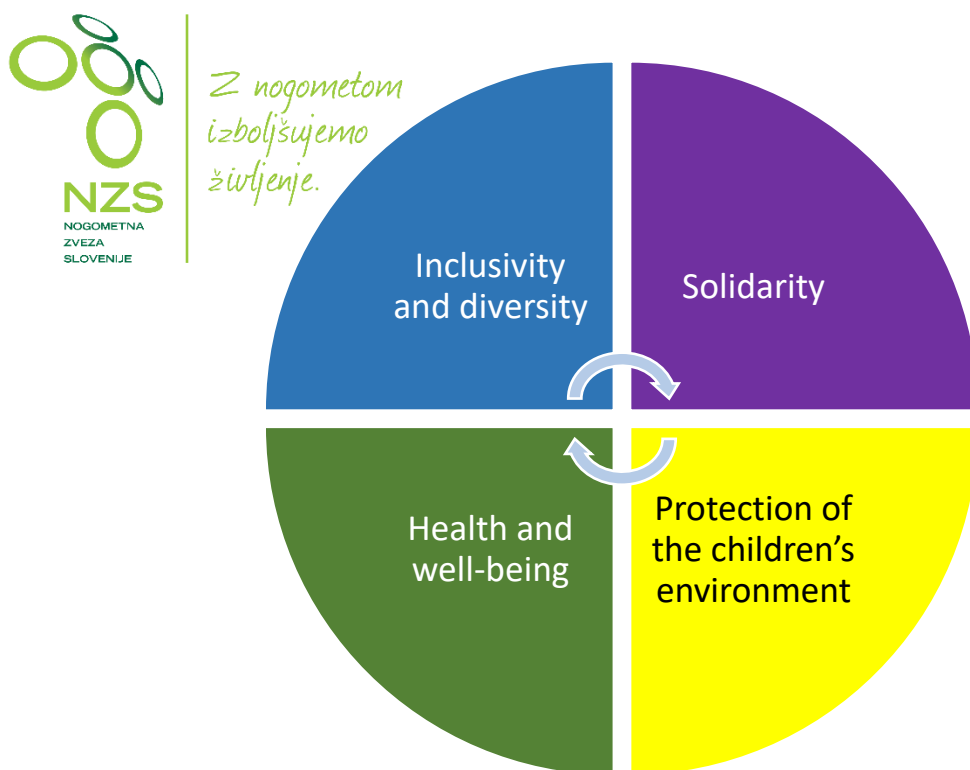 Z nogometom
izboljšujemo
življenje.
NZS
NOGOMETNA
ZVEZA
SLOVENIJE
Inclusivity
and diversity
Solidarity
Health and
well-being
Protection of
the children’s
environment